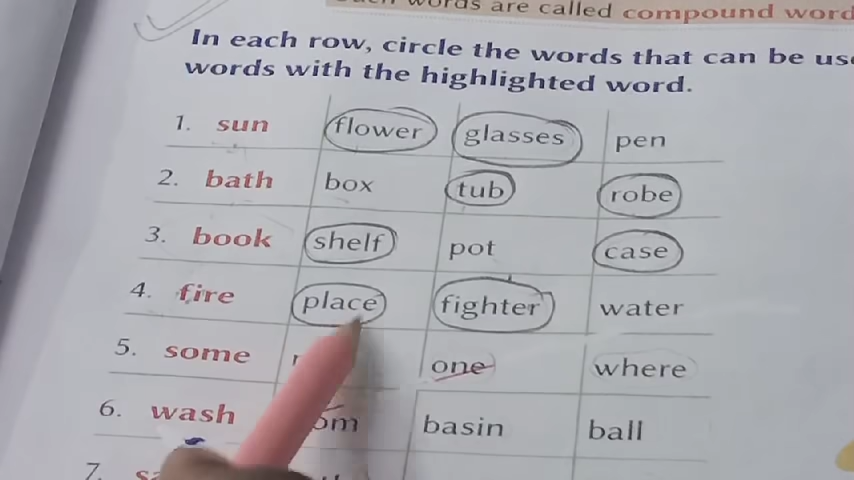 words are called compound word
In each row, circle the words that can be us
words with the highlighted word.
1. sun flower glasses pen
2. bath box tub robe
3. book shelf pot case
4. fire place fighter water
5. some one where
6. wash basin ball
7.